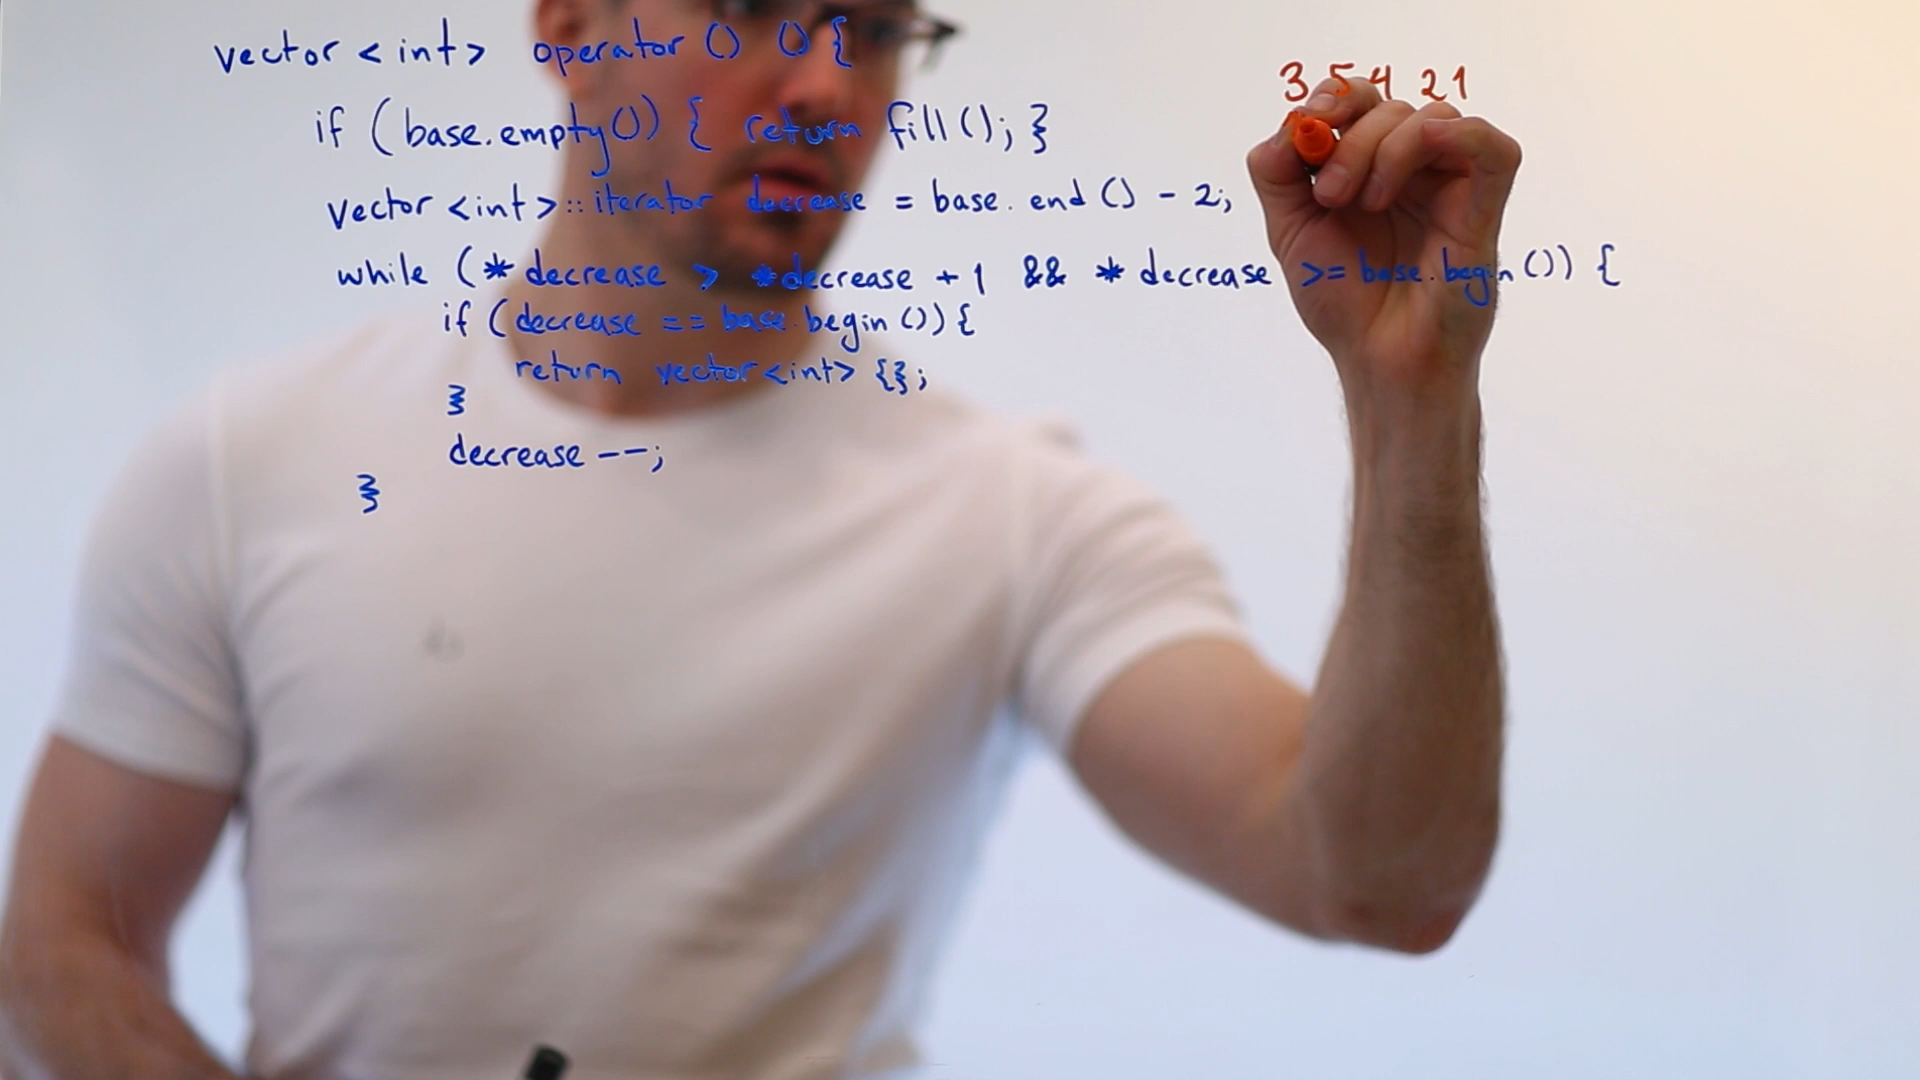 vector <int> operator () () {
3 5 4 2 1
if (base.empty()) { return fill(); }
vector <int>::iterator decrease = base.end() - 2;
while (* decrease > *decrease + 1 && * decrease >= base.begin()) {
if (decrease == base.begin()) {
return vector<int> {};
}
decrease --;
}